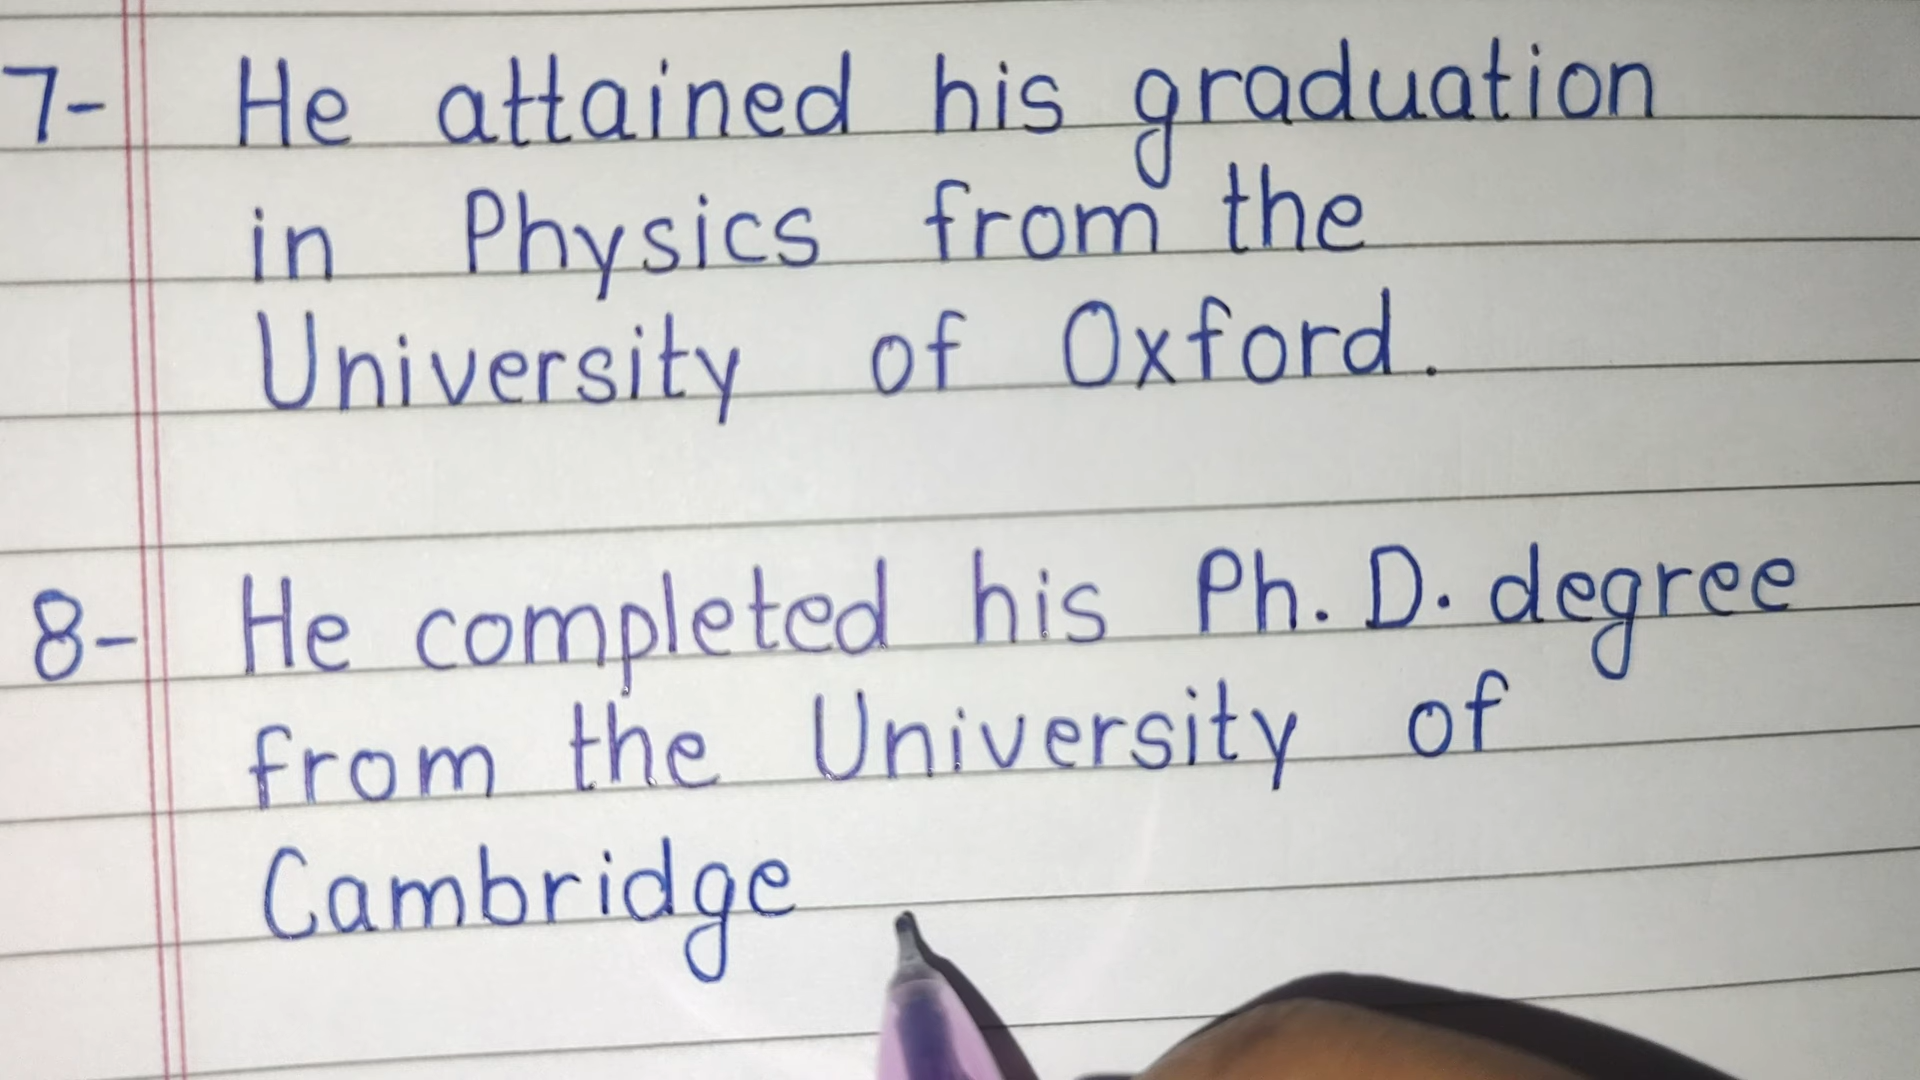 7- He attained his graduation
in Physics from the
University of Oxford.
8- He completed his Ph. D. degree
from the University of
Cambridge